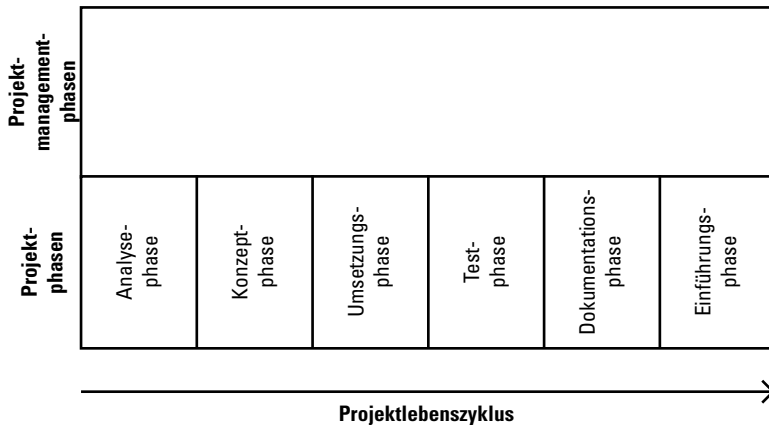 Projekt-
management-
phasen
Projekt-
phasen
Analyse-
phase
Konzept-
phase
Umsetzungs-
phase
Test-
phase
Dokumentations-
phase
Einführungs-
phase
Projektlebenszyklus